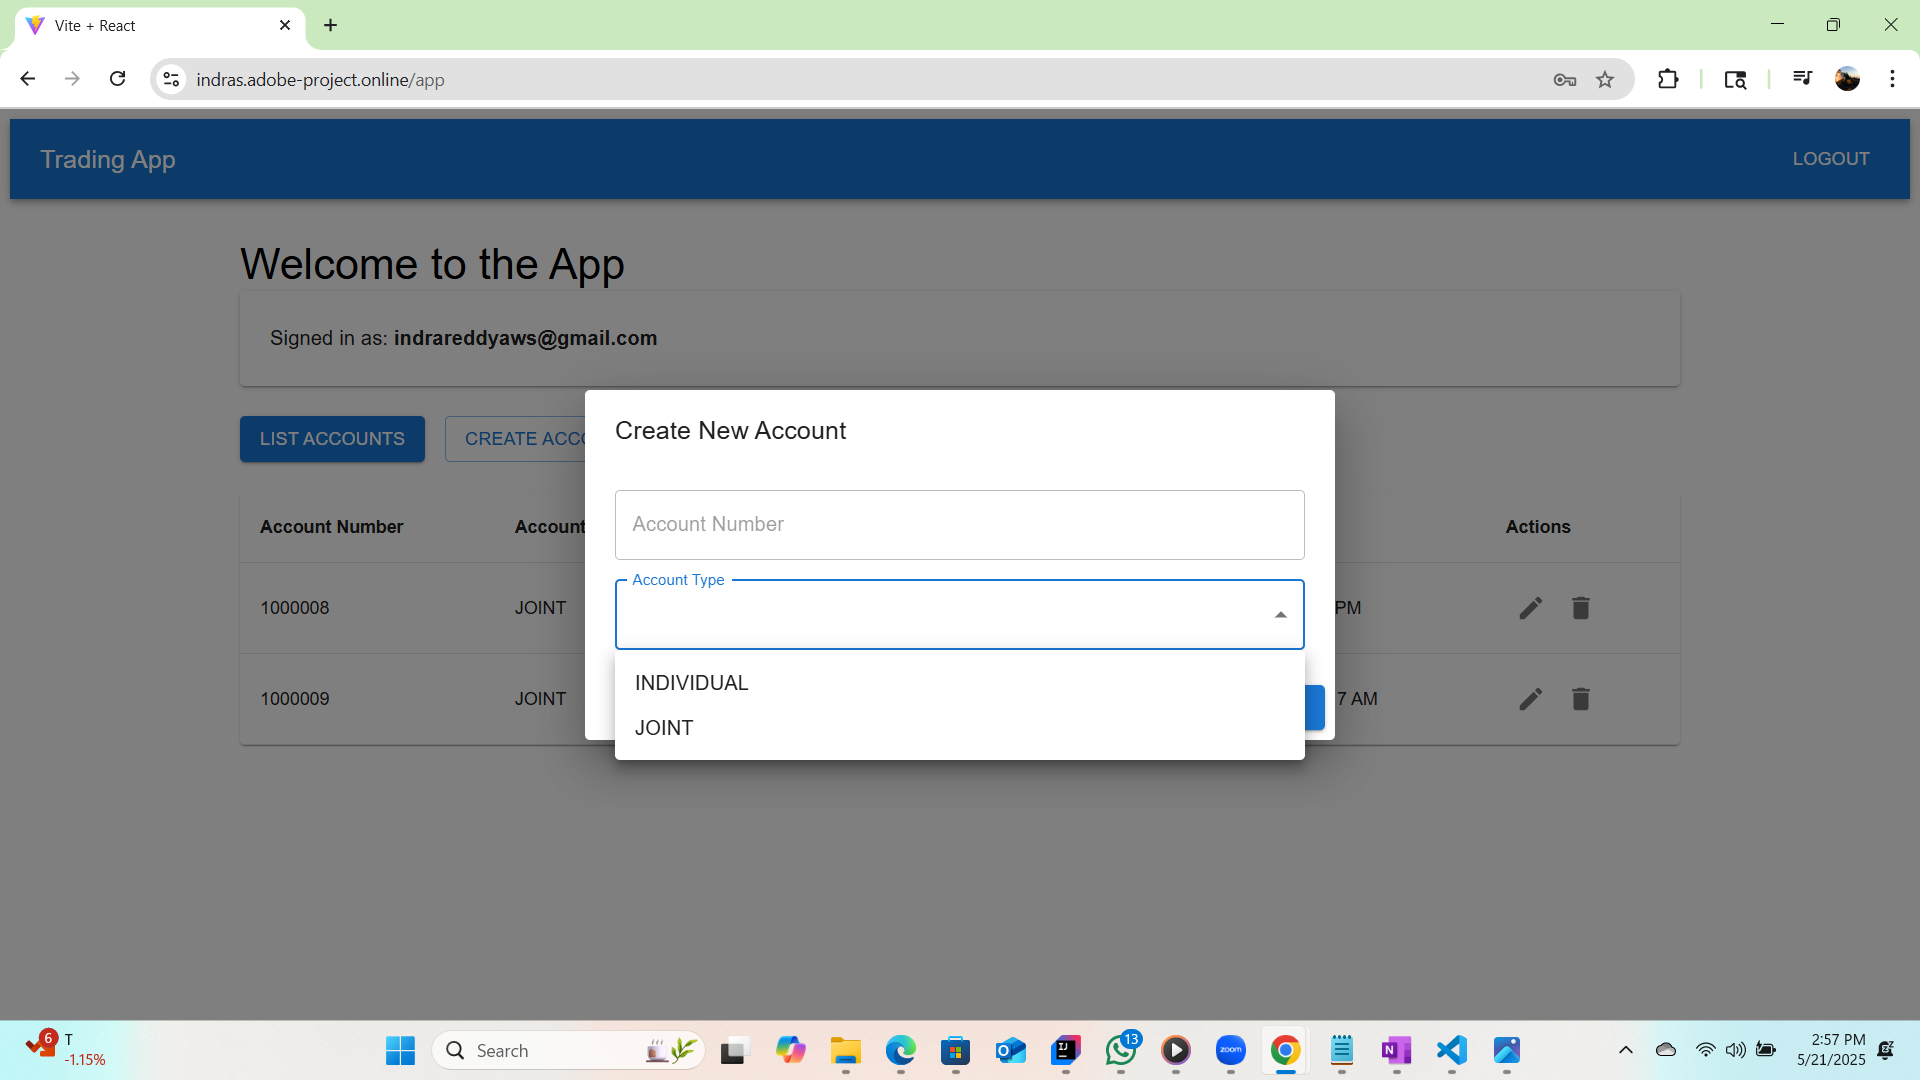 Vite + React
indras.adobe-project.online/app
Trading App
LOGOUT
Welcome to the App
Signed in as: indrareddyaws@gmail.com
LIST ACCOUNTS
CREATE ACCO
Create New Account
Account Number
Account Number
Account
Actions
Account Type
1000008
JOINT
PM
INDIVIDUAL
1000009
JOINT
7 AM
JOINT
6
T
-1.15%
Search
13
zoom
2:57 PM
5/21/2025